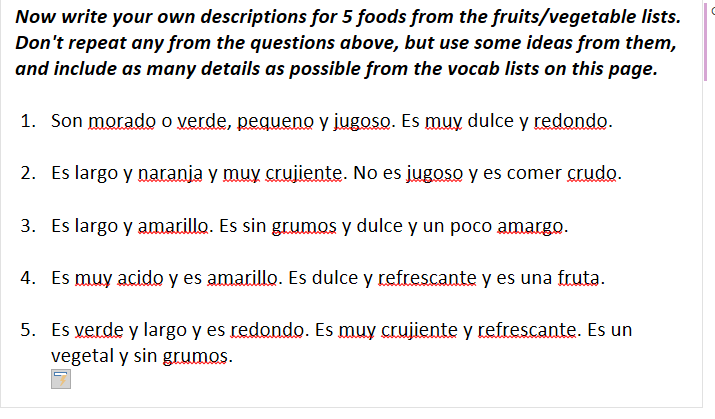 Now write your own descriptions for 5 foods from the fruits/vegetable lists.
Don't repeat any from the questions above, but use some ideas from them,
and include as many details as possible from the vocab lists on this page.
1. Son morado o verde, pequeno y jugoso. Es muy dulce y redondo.
2. Es largo y naranja y muy crujiente. No es jugoso y es comer crudo.
3. Es largo y amarillo. Es sin grumos y dulce y un poco amargo.
4. Es muy acido y es amarillo. Es dulce y refrescante y es una fruta.
5. Es verde y largo y es redondo. Es muy crujiente y refrescante. Es un
vegetal y sin grumos.